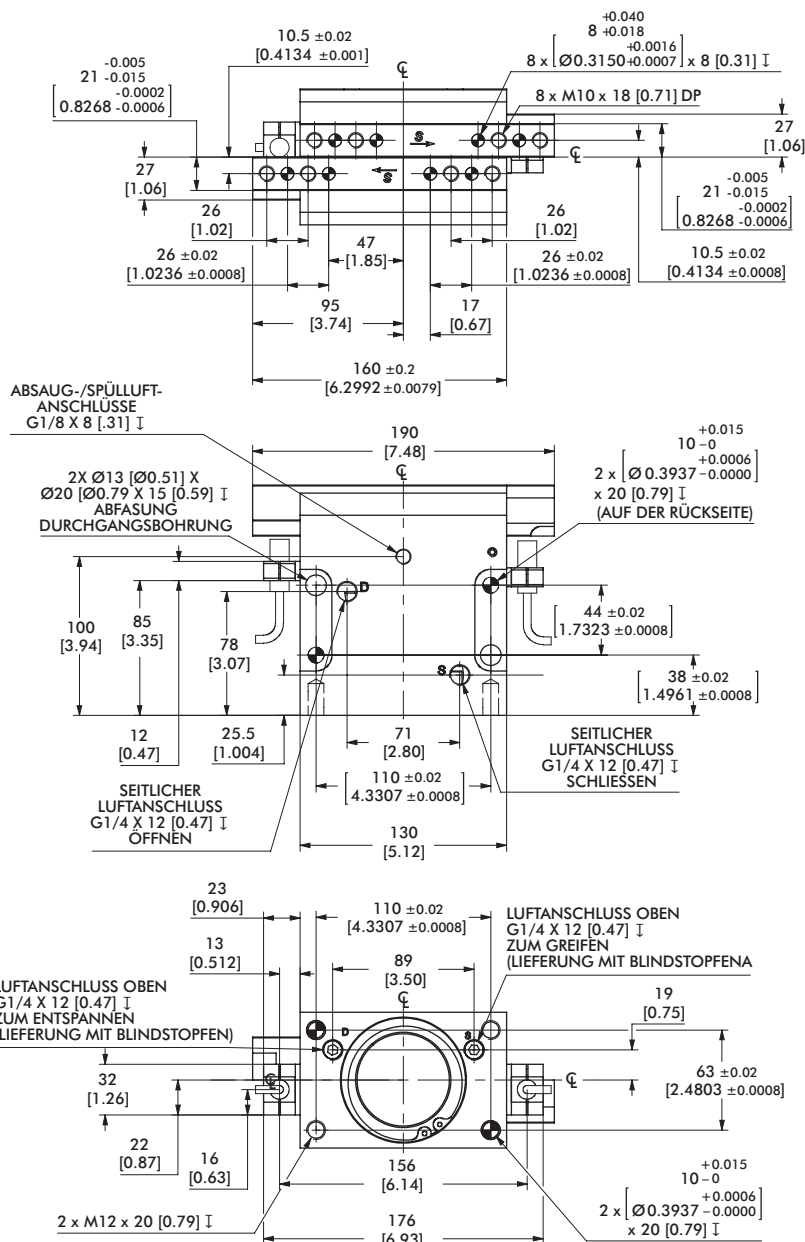 +0.040
8 +0.018
+0.0016
8 x [Ø0.3150+0.0007] x 8 [0.31] ↧
10.5 ±0.02
[0.4134 ±0.001]
℄
-0.005
21 -0.015
-0.0002
[0.8268 -0.0006]
8 x M10 x 18 [0.71] DP
S
℄
27
[1.06]
27
[1.06]
S
-0.005
21 -0.015
-0.0002
[0.8268 -0.0006]
26
[1.02]
47
[1.85]
26
[1.02]
26 ±0.02
[1.0236 ±0.0008]
26 ±0.02
[1.0236 ±0.0008]
10.5 ±0.02
[0.4134 ±0.0008]
95
[3.74]
17
[0.67]
160 ±0.2
[6.2992 ±0.0079]
ABSAUG-/SPÜLLUFT-
ANSCHLÜSSE
G1/8 X 8 [.31] ↧
190
[7.48]
℄
+0.015
10 -0
+0.0006
2 x [Ø 0.3937 -0.0000]
x 20 [0.79] ↧
(AUF DER RÜCKSEITE)
2X Ø13 [Ø0.51] X
Ø20 [Ø0.79 X 15 [0.59] ↧
ABFASUNG
DURCHGANGSBOHRUNG
D
100
[3.94]
85
[3.35]
78
[3.07]
44 ±0.02
[1.7323 ±0.0008]
S
38 ±0.02
[1.4961 ±0.0008]
12
[0.47]
25.5
[1.004]
71
[2.80]
SEITLICHER
LUFTANSCHLUSS
G1/4 X 12 [0.47] ↧
SCHLIESSEN
110 ±0.02
[4.3307 ±0.0008]
SEITLICHER
LUFTANSCHLUSS
G1/4 X 12 [0.47] ↧
ÖFFNEN
130
[5.12]
23
[0.906]
110 ±0.02
[4.3307 ±0.0008]
LUFTANSCHLUSS OBEN
G1/4 X 12 [0.47] ↧
ZUM GREIFEN
(LIEFERUNG MIT BLINDSTOPFENA
13
[0.512]
89
[3.50]
℄
LUFTANSCHLUSS OBEN
G1/4 X 12 [0.47] ↧
ZUM ENTSPANNEN
LIEFERUNG MIT BLINDSTOPFEN)
19
[0.75]
D
S
32
[1.26]
℄
℄
63 ±0.02
[2.4803 ±0.0008]
22
[0.87]
16
[0.63]
156
[6.14]
+0.015
10 -0
+0.0006
2 x [Ø0.3937 -0.0000]
x 20 [0.79] ↧
2 x M12 x 20 [0.79] ↧
176
[6.93]